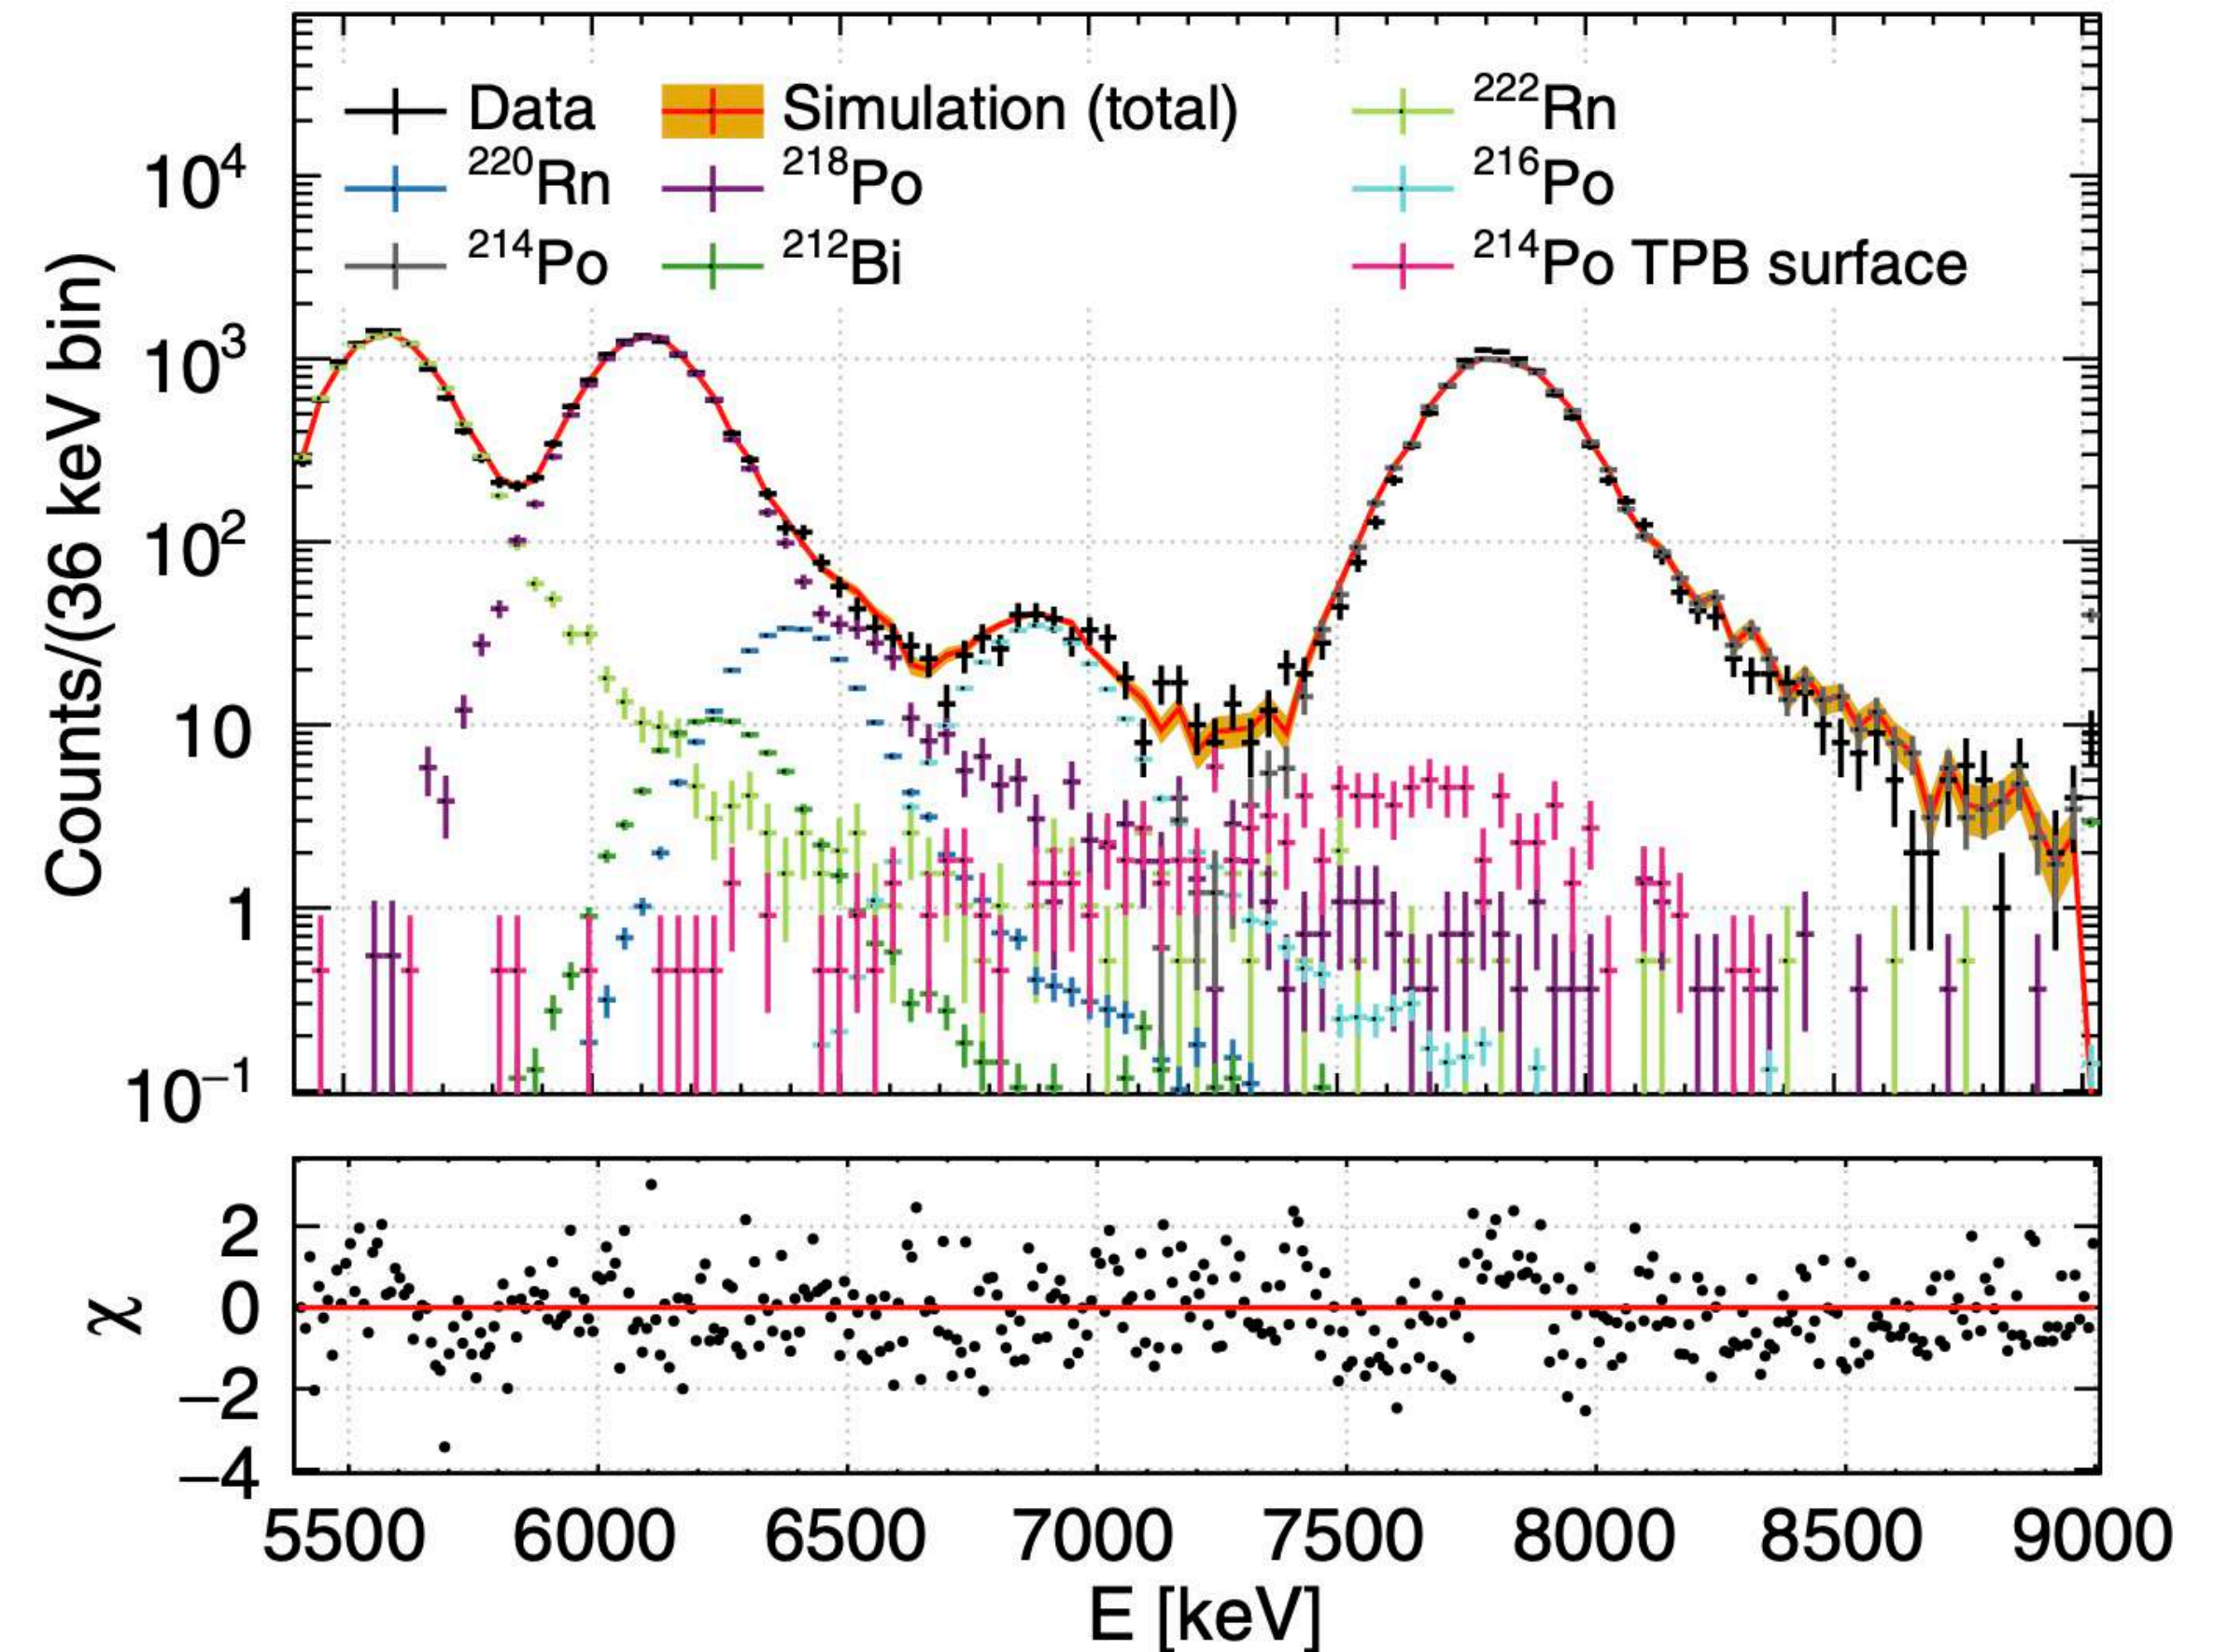 Data Simulation (total) ²²²Rn
²²⁰Rn ²¹⁸Po ²¹⁶Po
²¹⁴Po ²¹²Bi ²¹⁴Po TPB surface
Counts/(36 keV bin)
10⁴
10³
10²
10
1
10⁻¹
χ
2
0
−2
−4
5500 6000 6500 7000 7500 8000 8500 9000
E [keV]